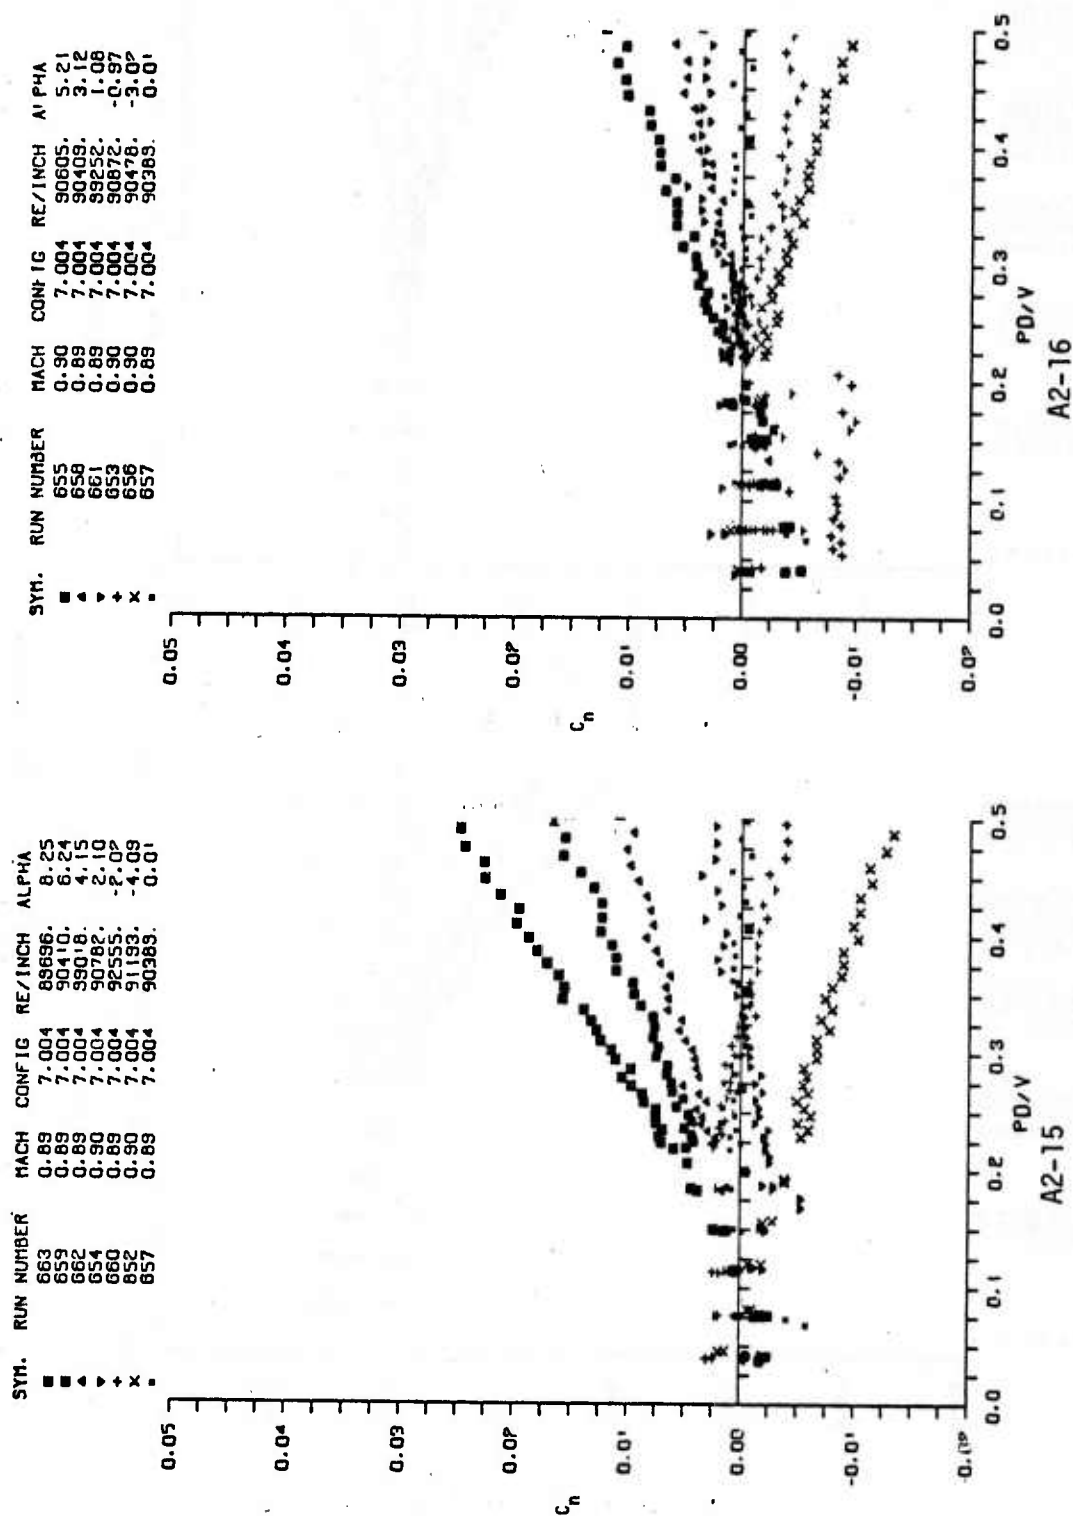 SYM. RUN NUMBER MACH CONFIG RE/INCH ALPHA
■ 663 0.89 7.004 89696. 8.25
■ 659 0.89 7.004 90410. 6.24
▲ 662 0.89 7.004 99018. 4.15
▼ 654 0.90 7.004 90782. 2.10
+ 660 0.89 7.004 92555. -2.02
× 652 0.90 7.004 91193. -4.09
▪ 657 0.89 7.004 90389. 0.01
0.05
0.04
0.03
0.02
0.01
0.00
-0.01
-0.02
Cn
0.0 0.1 0.2 0.3 0.4 0.5
PD/V
A2-15
SYM. RUN NUMBER MACH CONFIG RE/INCH ALPHA
■ 655 0.90 7.004 90605. 5.21
▲ 658 0.89 7.004 90409. 3.12
▼ 661 0.89 7.004 99252. 1.08
+ 653 0.90 7.004 90872. -0.97
× 656 0.90 7.004 90478. -3.02
▪ 657 0.89 7.004 90389. 0.01
0.05
0.04
0.03
0.02
0.01
0.00
-0.01
0.02
Cn
0.0 0.1 0.2 0.3 0.4 0.5
PD/V
A2-16